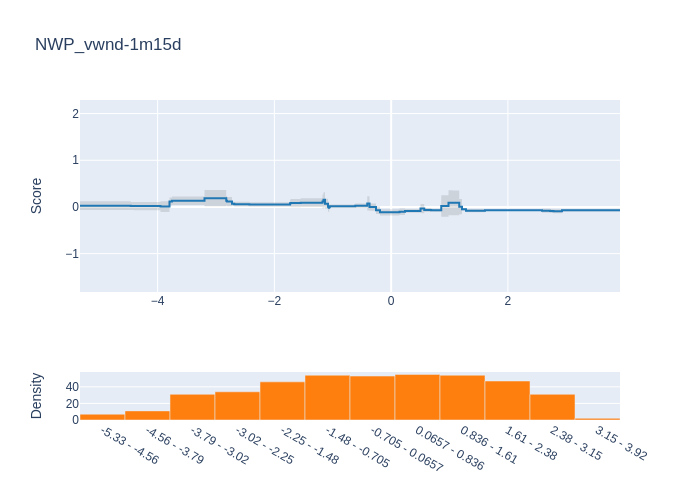 NWP_vwnd-1m15d
Score
2
1
0
−1
−4
−2
0
2
Density
40
20
0
-5.33 - -4.56
-4.56 - -3.79
-3.79 - -3.02
-3.02 - -2.25
-2.25 - -1.48
-1.48 - -0.705
-0.705 - 0.0657
0.0657 - 0.836
0.836 - 1.61
1.61 - 2.38
2.38 - 3.15
3.15 - 3.92